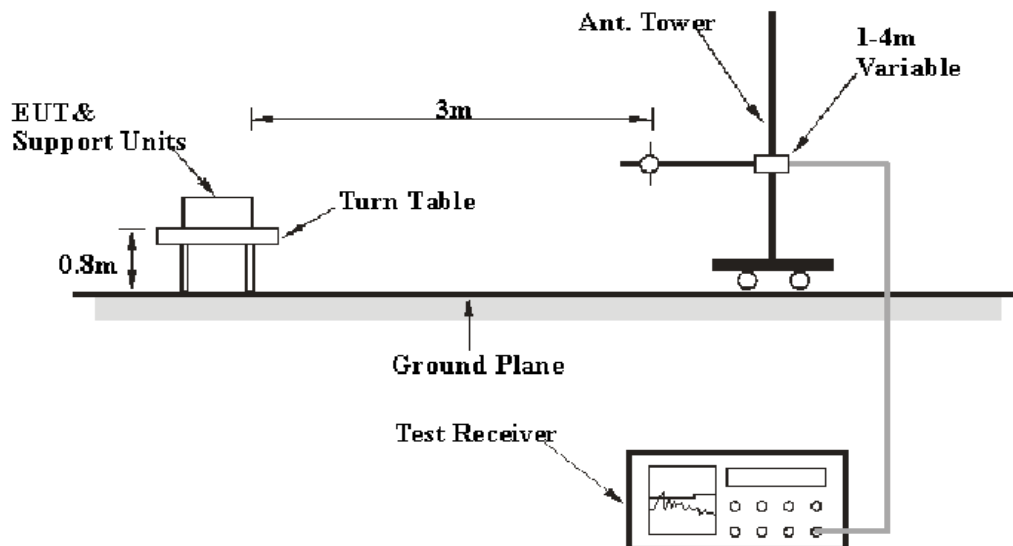 Ant. Tower
1-4m
Variable
EUT&
Support Units
3m
Turn Table
0.8m
Ground Plane
Test Receiver